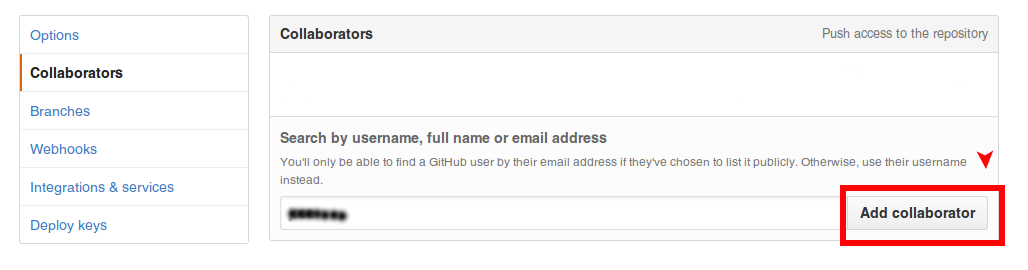 Options
Collaborators
Branches
Webhooks
Integrations & services
Deploy keys
Collaborators
Push access to the repository
Search by username, full name or email address
You'll only be able to find a GitHub user by their email address if they've chosen to list it publicly. Otherwise, use their username
instead.
Add collaborator